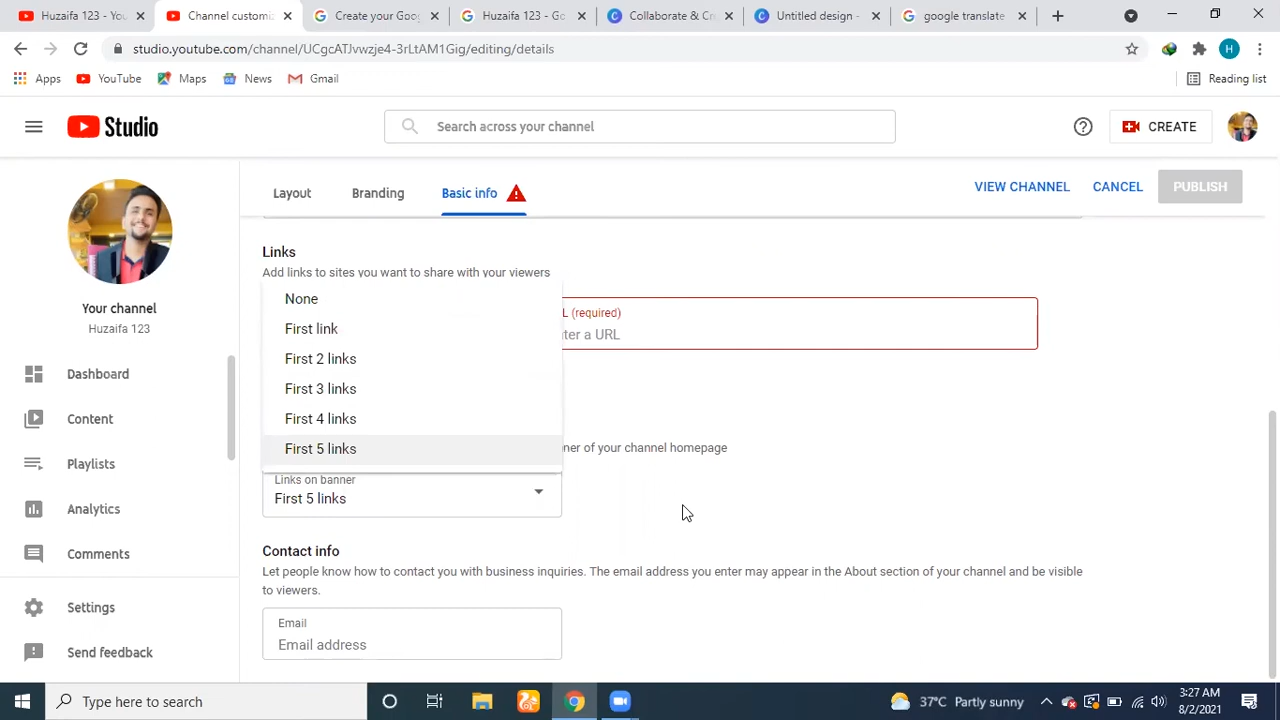 Huzaifa 123 - You
Channel customiz
Create your Goog
Huzaifa 123 - Go
Collaborate & Cr
Untitled design -
google translate
studio.youtube.com/channel/UCgcATJvwzje4-3rLtAM1Gig/editing/details
H
Apps
YouTube
Maps
News
Gmail
Reading list
Studio
Search across your channel
CREATE
Layout
Branding
Basic info
VIEW CHANNEL
CANCEL
PUBLISH
Your channel
Huzaifa 123
Dashboard
Content
Playlists
Analytics
Comments
Settings
Send feedback
Links
Add links to sites you want to share with your viewers
None
First link
First 2 links
First 3 links
First 4 links
First 5 links
L (required)
ter a URL
ner of your channel homepage
Links on banner
First 5 links
Contact info
Let people know how to contact you with business inquiries. The email address you enter may appear in the About section of your channel and be visible
to viewers.
Email
Email address
Type here to search
37°C Partly sunny
3:27 AM
8/2/2021